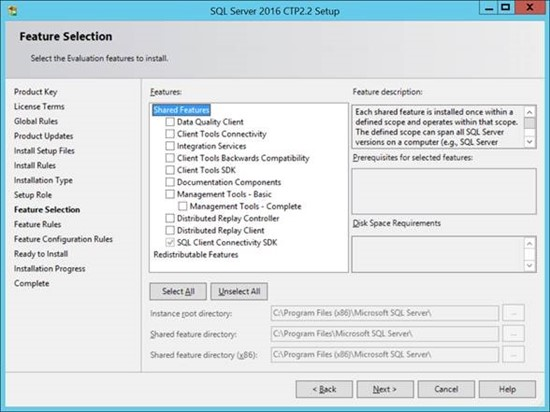 SQL Server 2016 CTP2.2 Setup
Feature Selection
Select the Evaluation features to install.
Product Key
License Terms
Global Rules
Product Updates
Install Setup Files
Install Rules
Installation Type
Setup Role
Feature Selection
Feature Rules
Feature Configuration Rules
Ready to Install
Installation Progress
Complete
Features:
Shared Features
Data Quality Client
Client Tools Connectivity
Integration Services
Client Tools Backwards Compatibility
Client Tools SDK
Documentation Components
Management Tools - Basic
Management Tools - Complete
Distributed Replay Controller
Distributed Replay Client
SQL Client Connectivity SDK
Redistributable Features
Feature description:
Each shared feature is installed once within a
defined scope and operates within that scope.
The defined scope can span all SQL Server
versions on a computer (e.g., SQL Server
Prerequisites for selected features:
Disk Space Requirements
Select All
Unselect All
Instance root directory:
C:\Program Files (x86)\Microsoft SQL Server\
...
Shared feature directory:
C:\Program Files (x86)\Microsoft SQL Server\
...
Shared feature directory (x86):
C:\Program Files (x86)\Microsoft SQL Server\
...
< Back
Next >
Cancel
Help